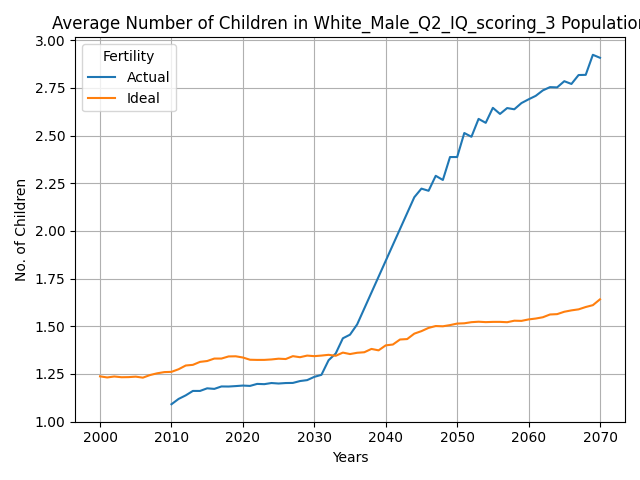 Average Number of Children in White_Male_Q2_IQ_scoring_3 Population
Fertility
Actual
Ideal
3.00
2.75
2.50
2.25
2.00
1.75
1.50
1.25
1.00
No. of Children
2000 2010 2020 2030 2040 2050 2060 2070
Years